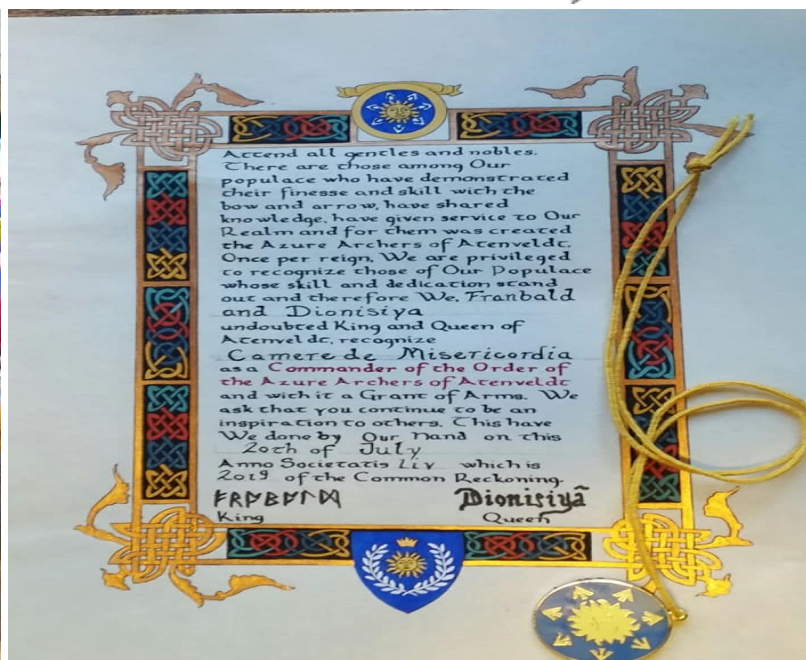 Attend all gentles and nobles.
There are those among Our
populace who have demonstrated
their finesse and skill with the
bow and arrow, have shared
knowledge, have given service to Our
Realm and for them was created
the Azure Archers of Atenveldt.
Once per reign, We are privileged
to recognize those of Our Populace
whose skill and dedication stand
out and therefore We, Franbald
and Dionisiya
undoubted King and Queen of
Atenveldt, recognize
Camere de Misericordia
as a Commander of the Order of
the Azure Archers of Atenveldt
and with it a Grant of Arms. We
ask that you continue to be an
inspiration to others. This have
We done by Our Hand on this
20th of July
Anno Societatis Liv which is
2019 of the Common Reckoning.
Dionisiyã
King Queen